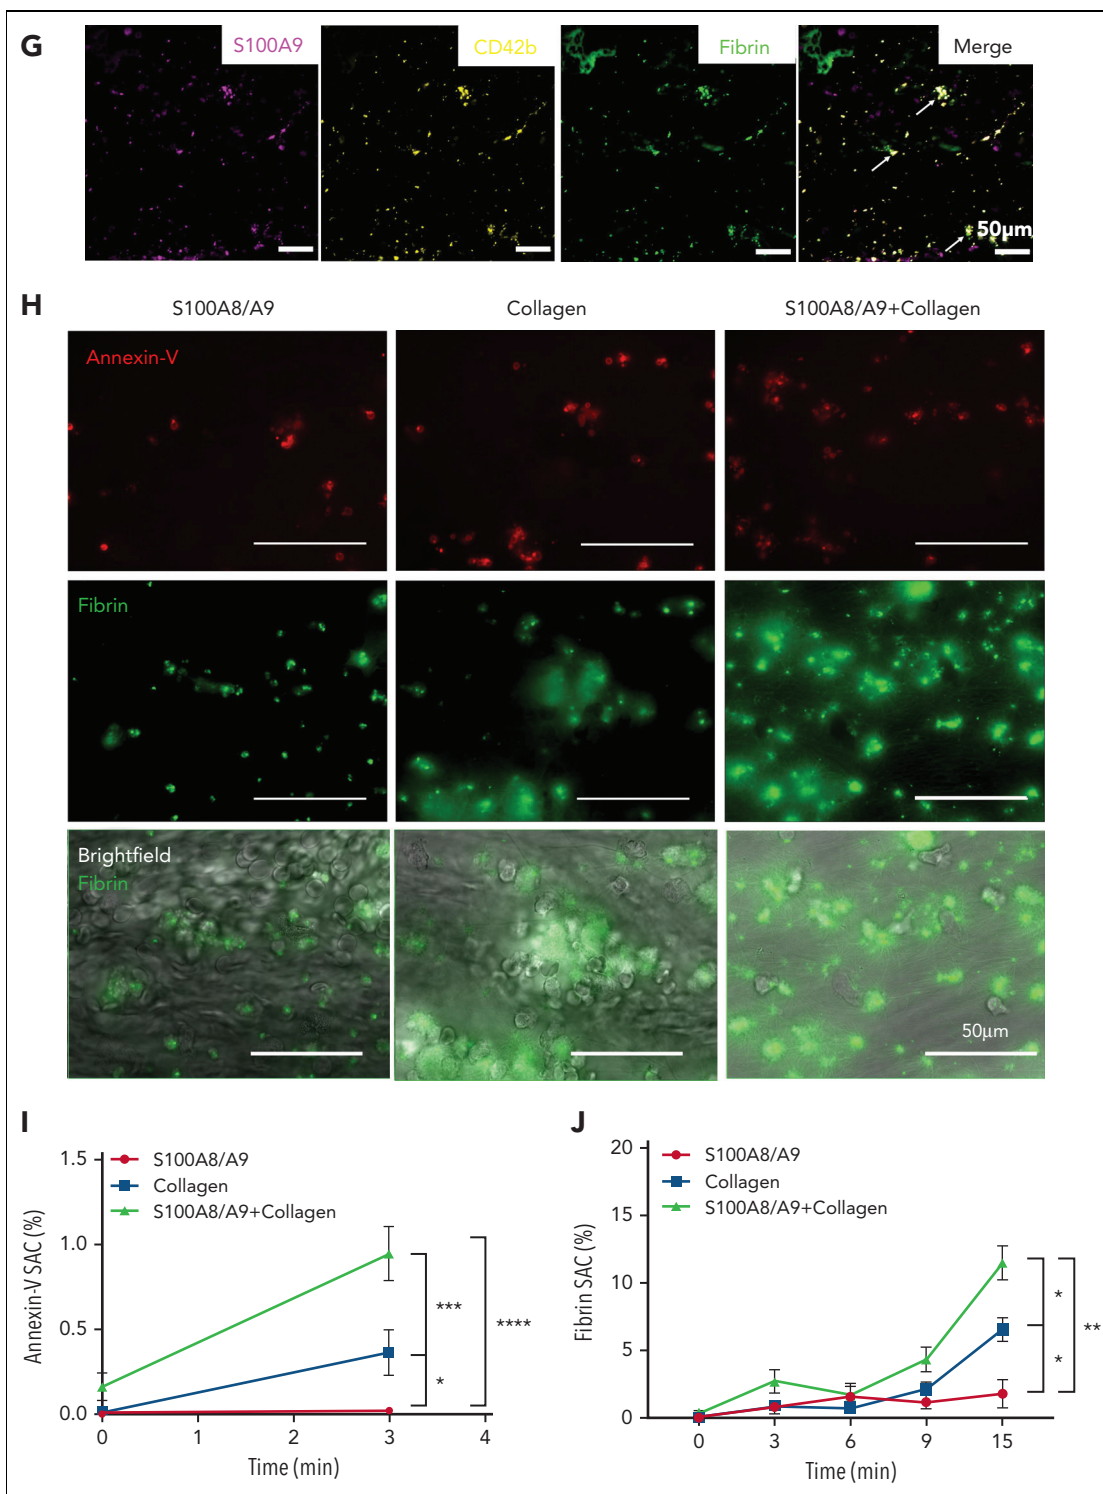 G
S100A9
CD42b
Fibrin
Merge
50μm
H
S100A8/A9
Collagen
S100A8/A9+Collagen
Annexin-V
Fibrin
Brightfield
Fibrin
50μm
I
1.5
1.0
0.5
0.0
Annexin-V SAC (%)
S100A8/A9
Collagen
S100A8/A9+Collagen
***
*
****
0
1
2
3
4
Time (min)
J
20
15
10
5
0
Fibrin SAC (%)
S100A8/A9
Collagen
S100A8/A9+Collagen
*
*
**
0
3
6
9
15
Time (min)